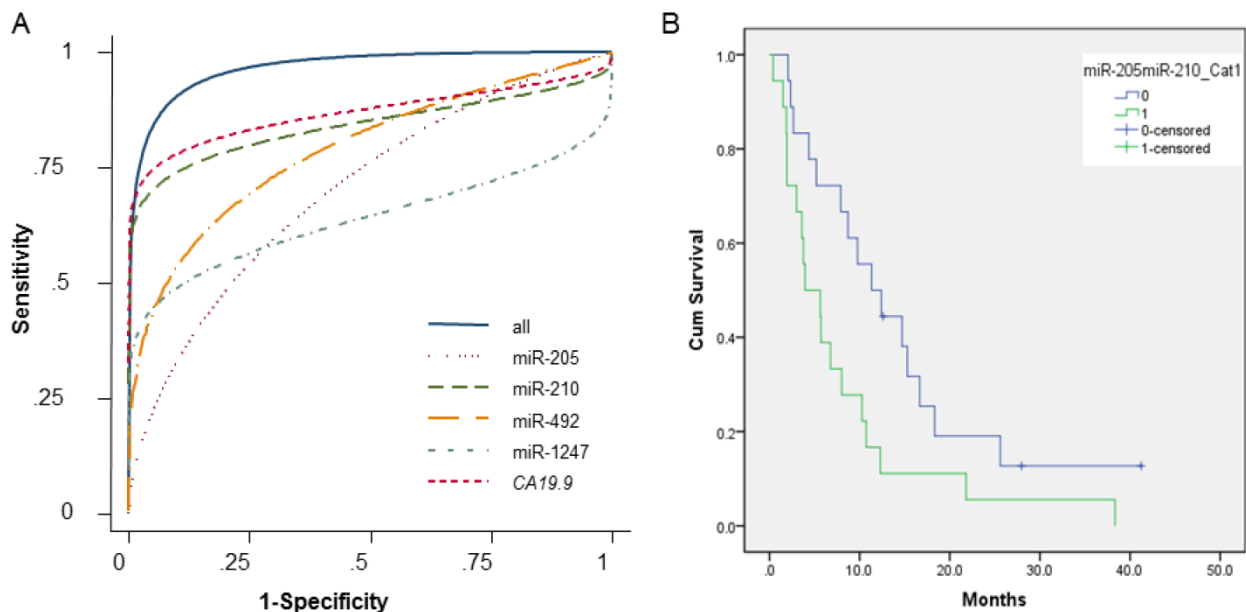 A
1
.75
.5
.25
0
Sensitivity
all
miR-205
miR-210
miR-492
miR-1247
CA19.9
0
.25
.5
.75
1
1-Specificity
B
1.0
0.8
0.6
0.4
0.2
0.0
Cum Survival
miR-205miR-210_Cat1
0
1
0-censored
1-censored
.0
10.0
20.0
30.0
40.0
50.0
Months